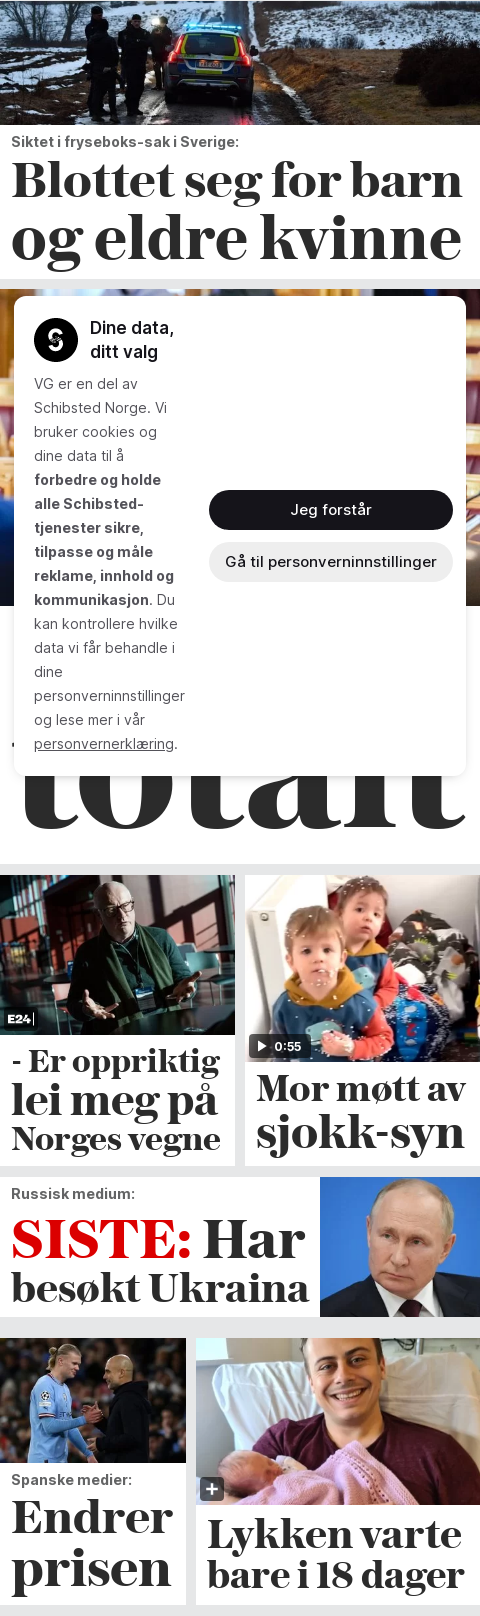 Siktet i fryseboks-sak i Sverige:
Blottet seg for barn
og eldre kvinne
Dine data,
ditt valg
VG er en del av
Schibsted Norge. Vi
bruker cookies og
dine data til å
forbedre og holde
alle Schibsted-
tjenester sikre,
tilpasse og måle
reklame, innhold og
kommunikasjon. Du
kan kontrollere hvilke
data vi får behandle i
dine
personverninnstillinger
og lese mer i vår
personvernerklæring.
Jeg forstår
Gå til personverninnstillinger
totalt
E24
- Er oppriktig
lei meg på
Norges vegne
0:55
Mor møtt av
sjokk-syn
Russisk medium:
SISTE: Har
besøkt Ukraina
Spanske medier:
Endrer
prisen
Lykken varte
bare i 18 dager